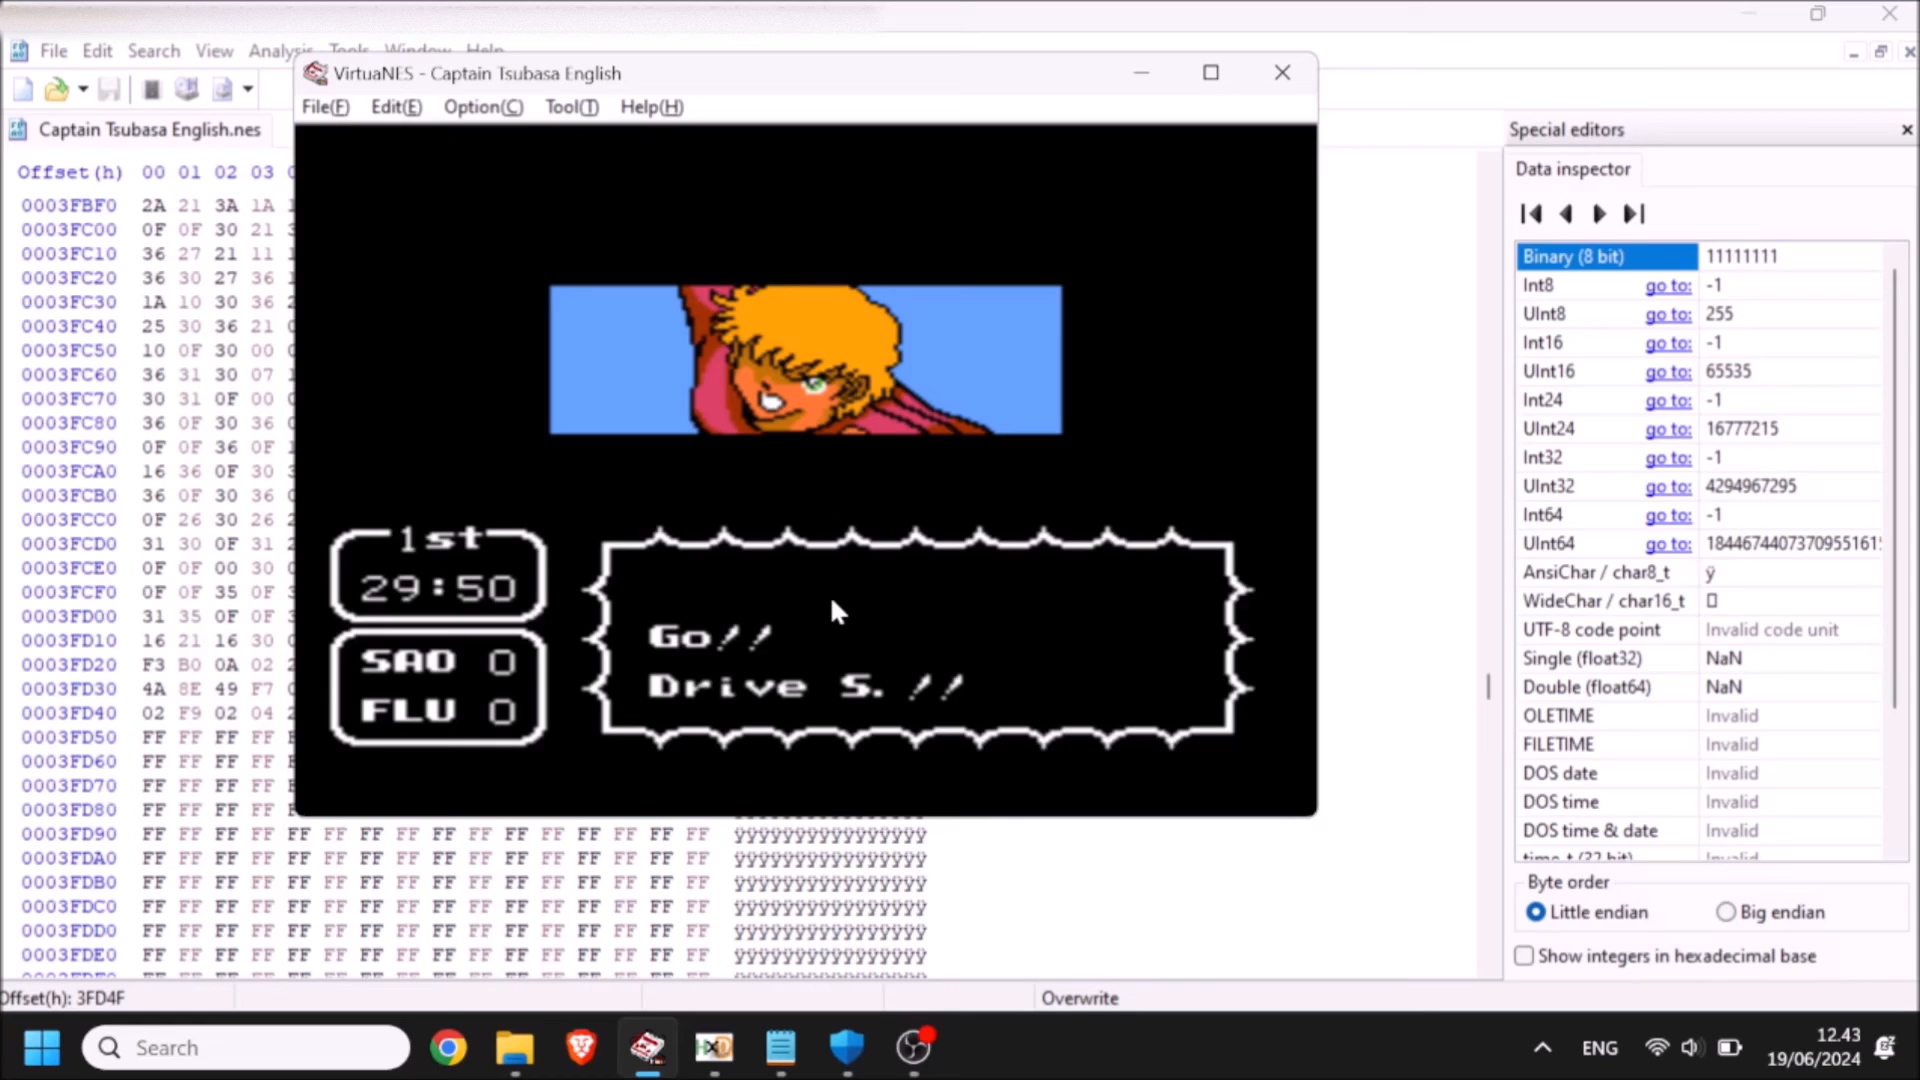 File Edit Search View Analysis Tools Window Help
VirtuaNES - Captain Tsubasa English
File(F) Edit(E) Option(C) Tool(T) Help(H)
Captain Tsubasa English.nes
Offset(h) 00 01 02 03
0003FBF0 2A 21 3A 1A
0003FC00 0F 0F 30 21
0003FC10 36 27 21 11
0003FC20 36 30 27 36
0003FC30 1A 10 30 36
0003FC40 25 30 36 21
0003FC50 10 0F 30 00
0003FC60 36 31 30 07
0003FC70 30 31 0F 00
0003FC80 36 0F 30 36
0003FC90 0F 0F 36 0F
0003FCA0 16 36 0F 30
0003FCB0 36 0F 30 36
0003FCC0 0F 26 30 26
0003FCD0 31 30 0F 31
0003FCE0 0F 0F 00 30
0003FCF0 0F 0F 35 0F
0003FD00 31 35 0F 0F
0003FD10 16 21 16 30
0003FD20 F3 B0 0A 02
0003FD30 4A 8E 49 F7
0003FD40 02 F9 02 04
0003FD50 FF FF FF FF
0003FD60 FF FF FF FF
0003FD70 FF FF FF FF
0003FD80 FF FF FF FF
0003FD90 FF FF FF FF FF FF FF FF FF FF FF FF FF FF FF FF ÿÿÿÿÿÿÿÿÿÿÿÿÿÿÿÿ
0003FDA0 FF FF FF FF FF FF FF FF FF FF FF FF FF FF FF FF ÿÿÿÿÿÿÿÿÿÿÿÿÿÿÿÿ
0003FDB0 FF FF FF FF FF FF FF FF FF FF FF FF FF FF FF FF ÿÿÿÿÿÿÿÿÿÿÿÿÿÿÿÿ
0003FDC0 FF FF FF FF FF FF FF FF FF FF FF FF FF FF FF FF ÿÿÿÿÿÿÿÿÿÿÿÿÿÿÿÿ
0003FDD0 FF FF FF FF FF FF FF FF FF FF FF FF FF FF FF FF ÿÿÿÿÿÿÿÿÿÿÿÿÿÿÿÿ
0003FDE0 FF FF FF FF FF FF FF FF FF FF FF FF FF FF FF FF ÿÿÿÿÿÿÿÿÿÿÿÿÿÿÿÿ
1st
29:50
SAO 0
FLU 0
Go!!
Drive S. !!
Special editors
Data inspector
Binary (8 bit) 11111111
Int8 go to: -1
UInt8 go to: 255
Int16 go to: -1
UInt16 go to: 65535
Int24 go to: -1
UInt24 go to: 16777215
Int32 go to: -1
UInt32 go to: 4294967295
Int64 go to: -1
UInt64 go to: 1844674407370955161
AnsiChar / char8_t ÿ
WideChar / char16_t
UTF-8 code point Invalid code unit
Single (float32) NaN
Double (float64) NaN
OLETIME Invalid
FILETIME Invalid
DOS date Invalid
DOS time Invalid
DOS time & date Invalid
time_t (32 bit) Invalid
Byte order
Little endian Big endian
Show integers in hexadecimal base
Offset(h): 3FD4F Overwrite
Search
ENG
12.43
19/06/2024